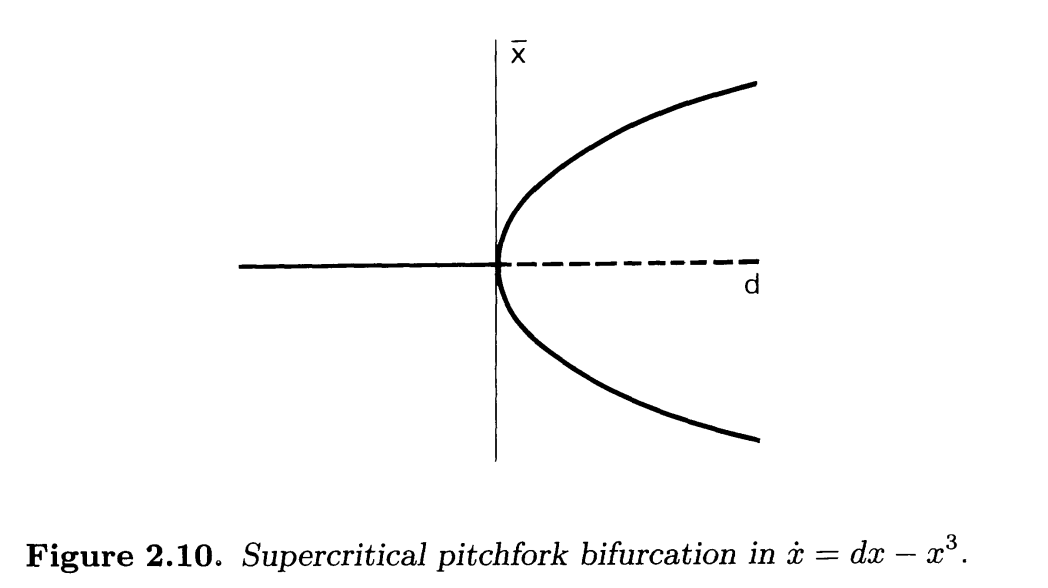 x̄
d
Figure 2.10. Supercritical pitchfork bifurcation in ẋ = dx − x³.